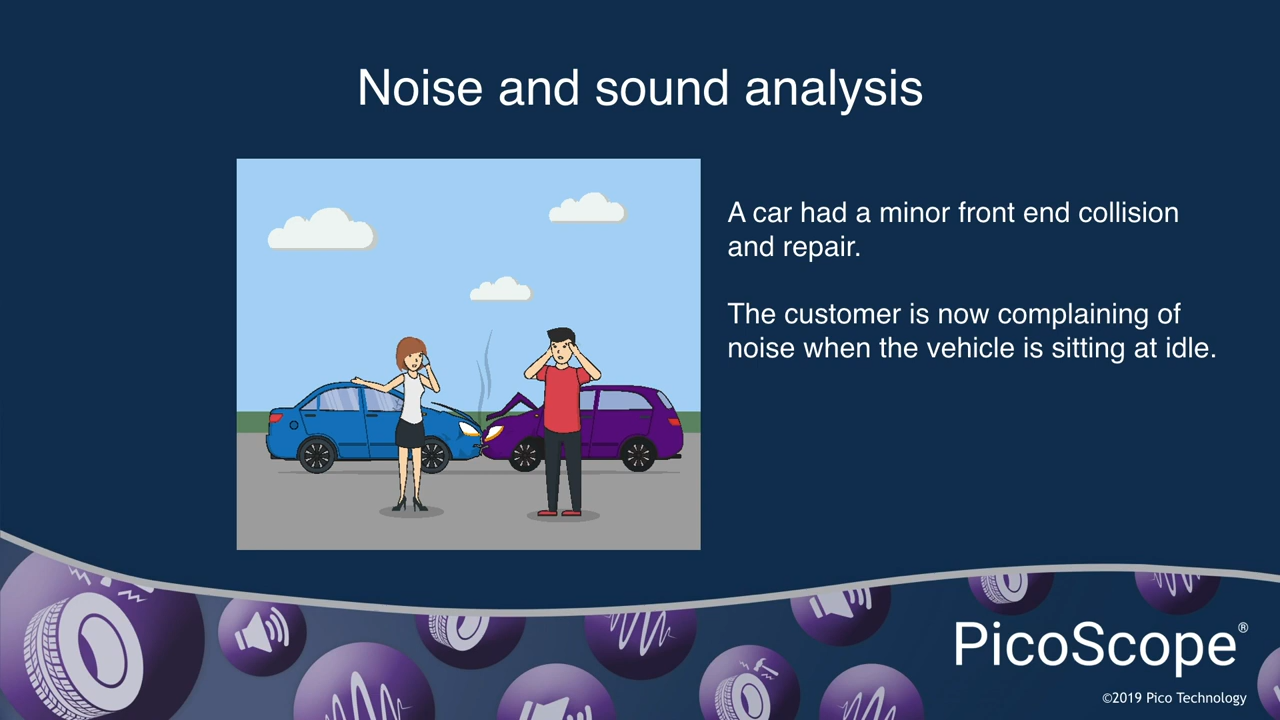 Noise and sound analysis
A car had a minor front end collision
and repair.
The customer is now complaining of
noise when the vehicle is sitting at idle.
PicoScope®
©2019 Pico Technology